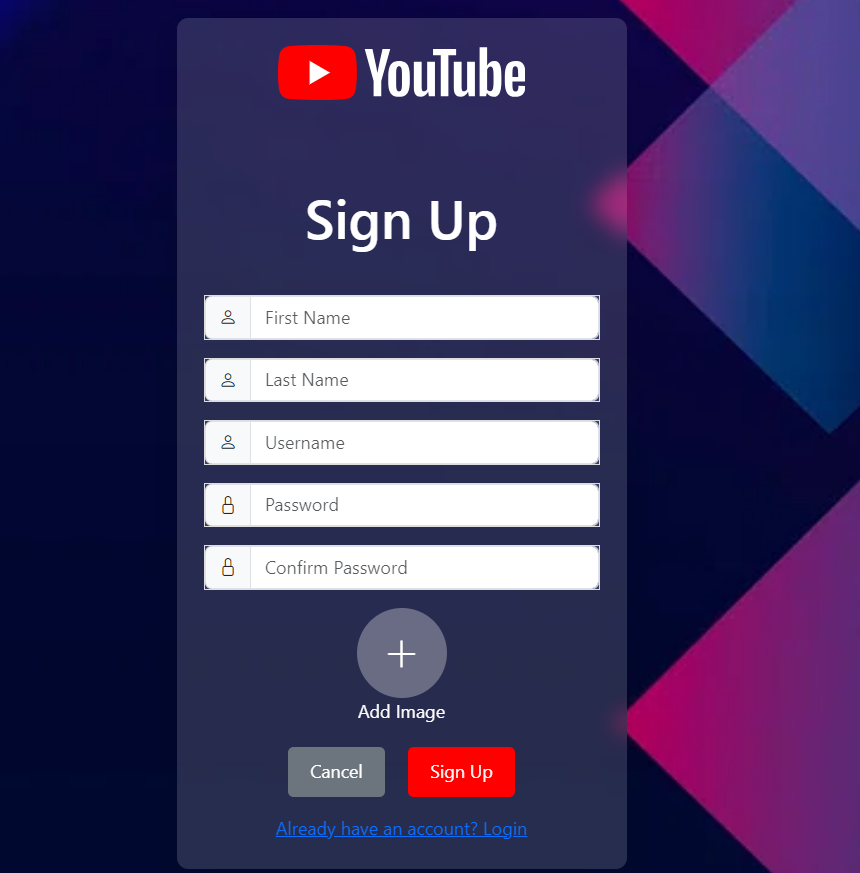 YouTube
Sign Up
First Name
Last Name
Username
Password
Confirm Password
Add Image
Cancel
Sign Up
Already have an account? Login